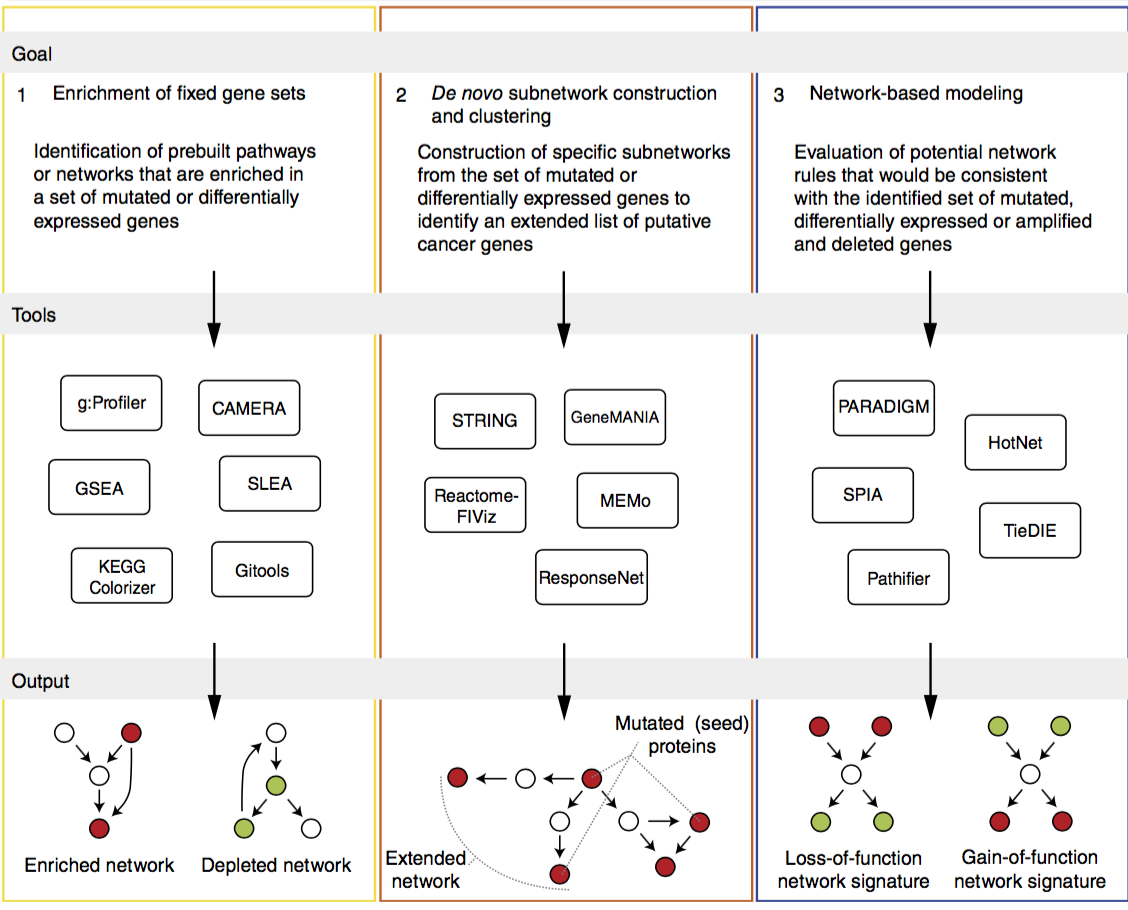 Goal
1 Enrichment of fixed gene sets
Identification of prebuilt pathways
or networks that are enriched in
a set of mutated or differentially
expressed genes
2 De novo subnetwork construction
and clustering
Construction of specific subnetworks
from the set of mutated or
differentially expressed genes to
identify an extended list of putative
cancer genes
3 Network-based modeling
Evaluation of potential network
rules that would be consistent
with the identified set of mutated,
differentially expressed or amplified
and deleted genes
Tools
g:Profiler
CAMERA
GSEA
SLEA
KEGG
Colorizer
Gitools
STRING
GeneMANIA
Reactome-
FIViz
MEMo
ResponseNet
PARADIGM
HotNet
SPIA
TieDIE
Pathifier
Output
Enriched network
Depleted network
Mutated (seed)
proteins
Extended
network
Loss-of-function
network signature
Gain-of-function
network signature